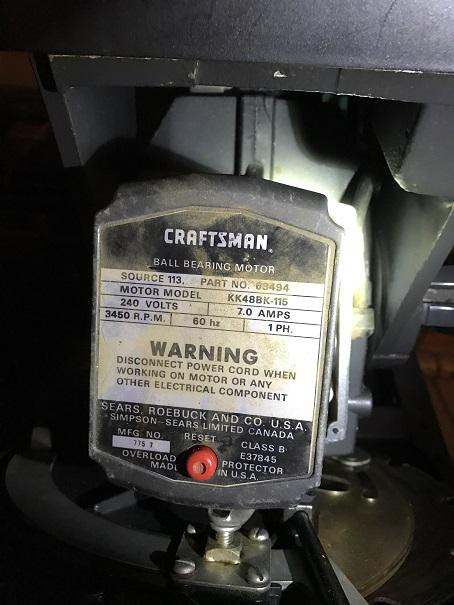 CRAFTSMAN.
BALL BEARING MOTOR
SOURCE 113. PART NO. 63494
MOTOR MODEL KK48BK-115
240 VOLTS 7.0 AMPS
3450 R.P.M. 60 hz 1 PH.
WARNING
DISCONNECT POWER CORD WHEN
WORKING ON MOTOR OR ANY
OTHER ELECTRICAL COMPONENT
SEARS, ROEBUCK AND CO. U.S.A.
SIMPSON-SEARS LIMITED CANADA
MFG. NO. RESET CLASS B
775 7 E37845
OVERLOAD PROTECTOR
MADE IN U.S.A.